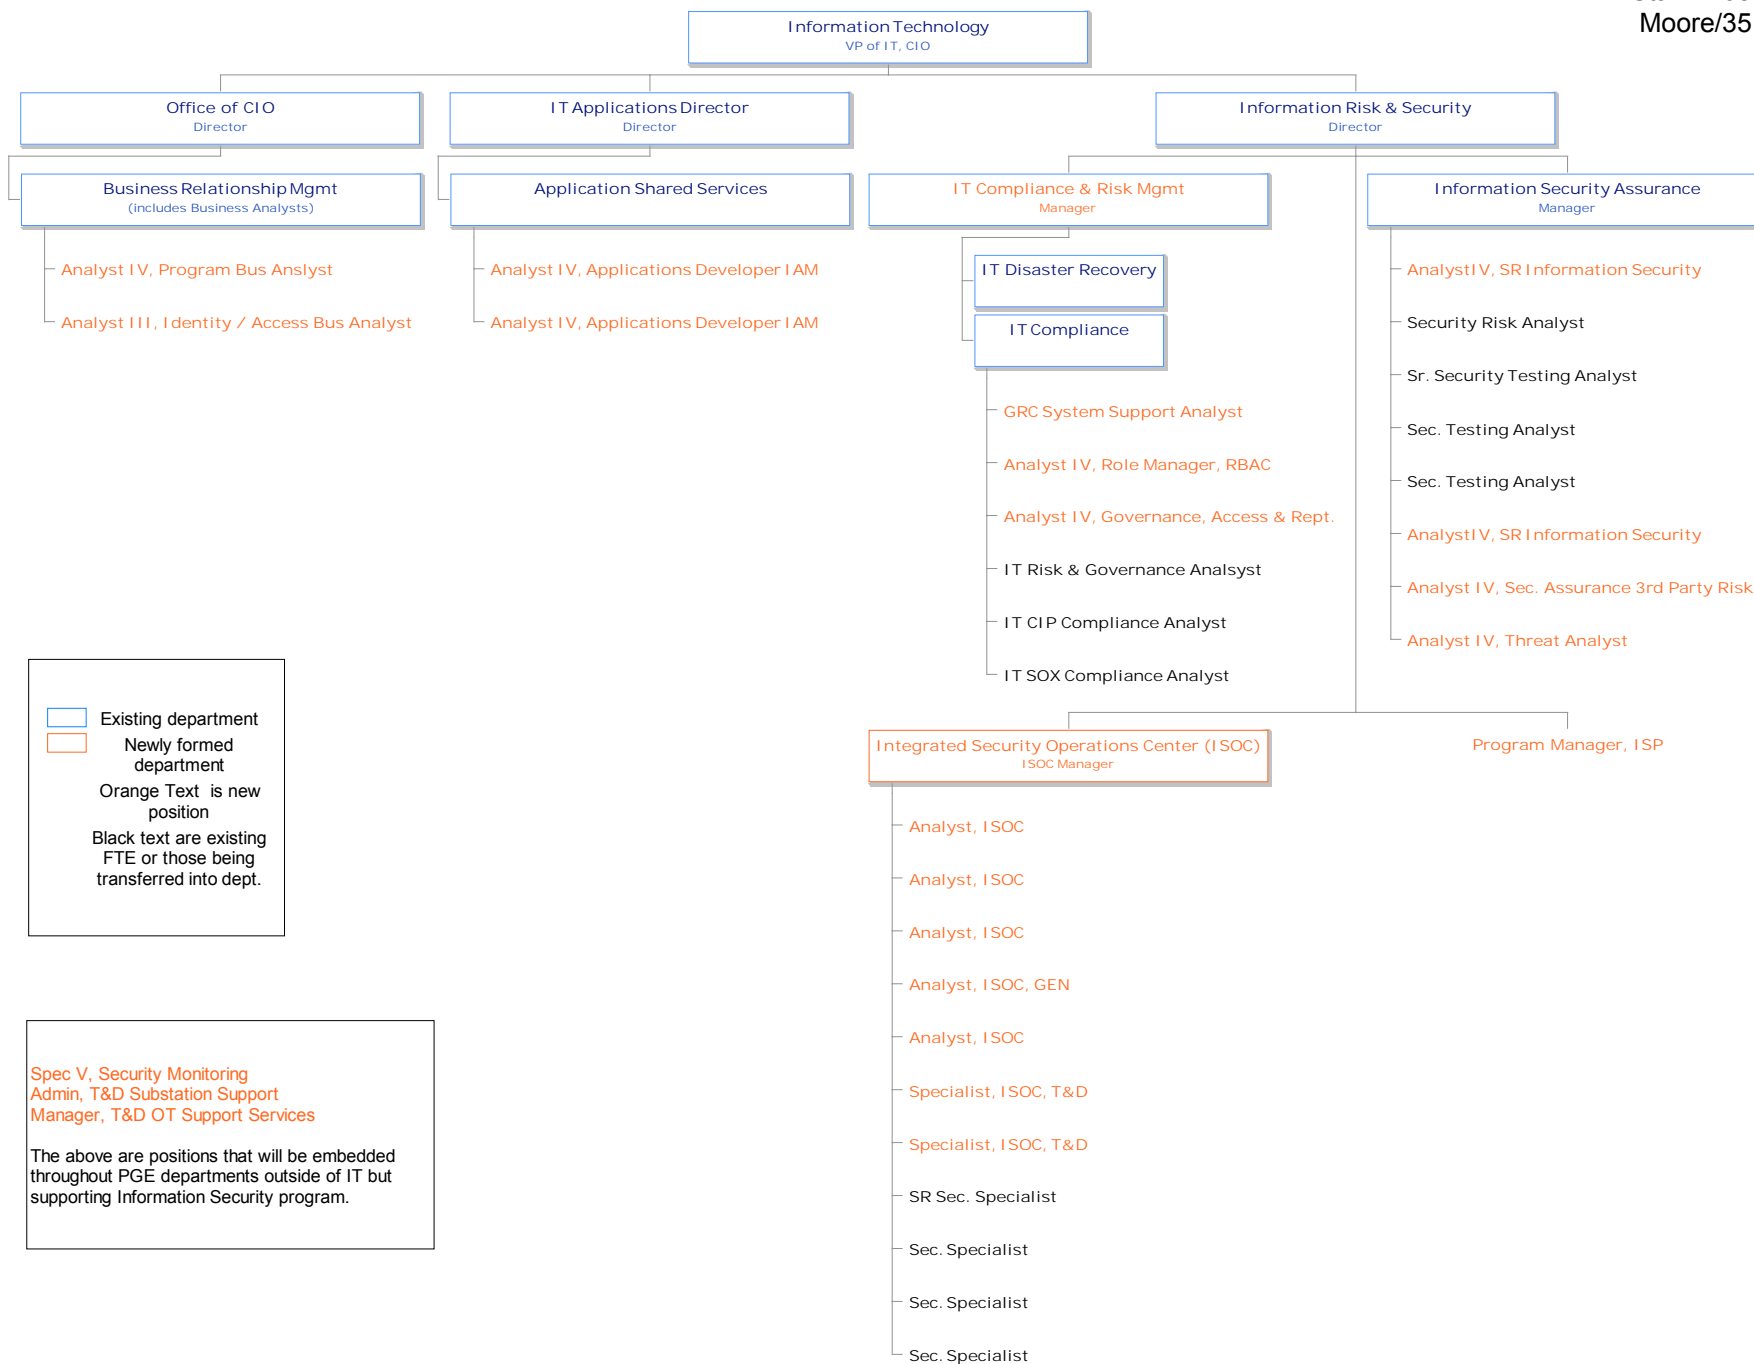 Moore/35
Information Technology
VP of IT, CIO
Office of CIO
Director
IT Applications Director
Director
Information Risk & Security
Director
Business Relationship Mgmt
(includes Business Analysts)
Application Shared Services
IT Compliance & Risk Mgmt
Manager
Information Security Assurance
Manager
Analyst IV, Program Bus Anslyst
Analyst III, Identity / Access Bus Analyst
Analyst IV, Applications Developer IAM
Analyst IV, Applications Developer IAM
IT Disaster Recovery
IT Compliance
GRC System Support Analyst
Analyst IV, Role Manager, RBAC
Analyst IV, Governance, Access & Rept.
IT Risk & Governance Analsyst
IT CIP Compliance Analyst
IT SOX Compliance Analyst
AnalystIV, SR Information Security
Security Risk Analyst
Sr. Security Testing Analyst
Sec. Testing Analyst
Sec. Testing Analyst
AnalystIV, SR Information Security
Analyst IV, Sec. Assurance 3rd Party Risk
Analyst IV, Threat Analyst
Integrated Security Operations Center (ISOC)
ISOC Manager
Program Manager, ISP
Analyst, ISOC
Analyst, ISOC
Analyst, ISOC
Analyst, ISOC, GEN
Analyst, ISOC
Specialist, ISOC, T&D
Specialist, ISOC, T&D
SR Sec. Specialist
Sec. Specialist
Sec. Specialist
Sec. Specialist
Existing department
Newly formed
department
Orange Text is new
position
Black text are existing
FTE or those being
transferred into dept.
Spec V, Security Monitoring
Admin, T&D Substation Support
Manager, T&D OT Support Services
The above are positions that will be embedded
throughout PGE departments outside of IT but
supporting Information Security program.